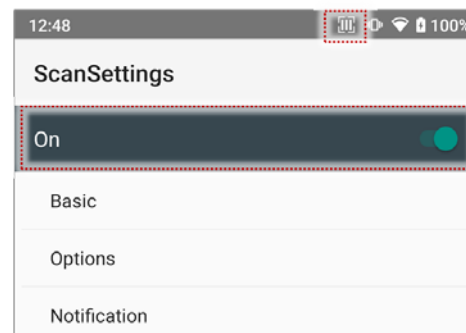 12:48 100%
ScanSettings
On
Basic
Options
Notification